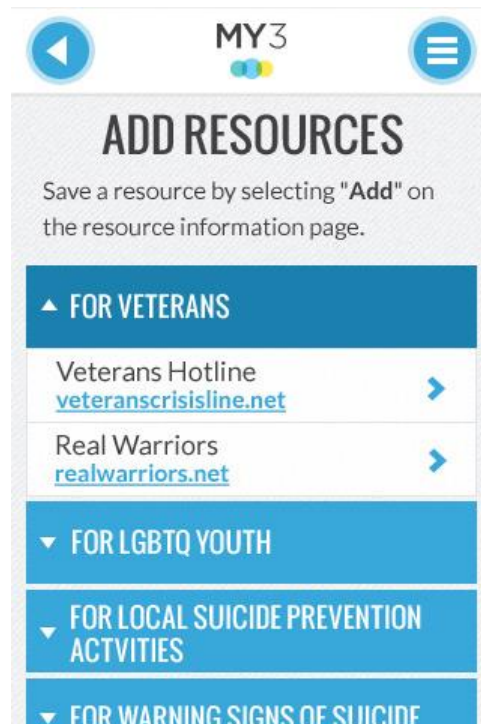 MY3
ADD RESOURCES
Save a resource by selecting "Add" on
the resource information page.
FOR VETERANS
Veterans Hotline
veteranscrisisline.net
Real Warriors
realwarriors.net
FOR LGBTQ YOUTH
FOR LOCAL SUICIDE PREVENTION
ACTVITIES
FOR WARNING SIGNS OF SUICIDE